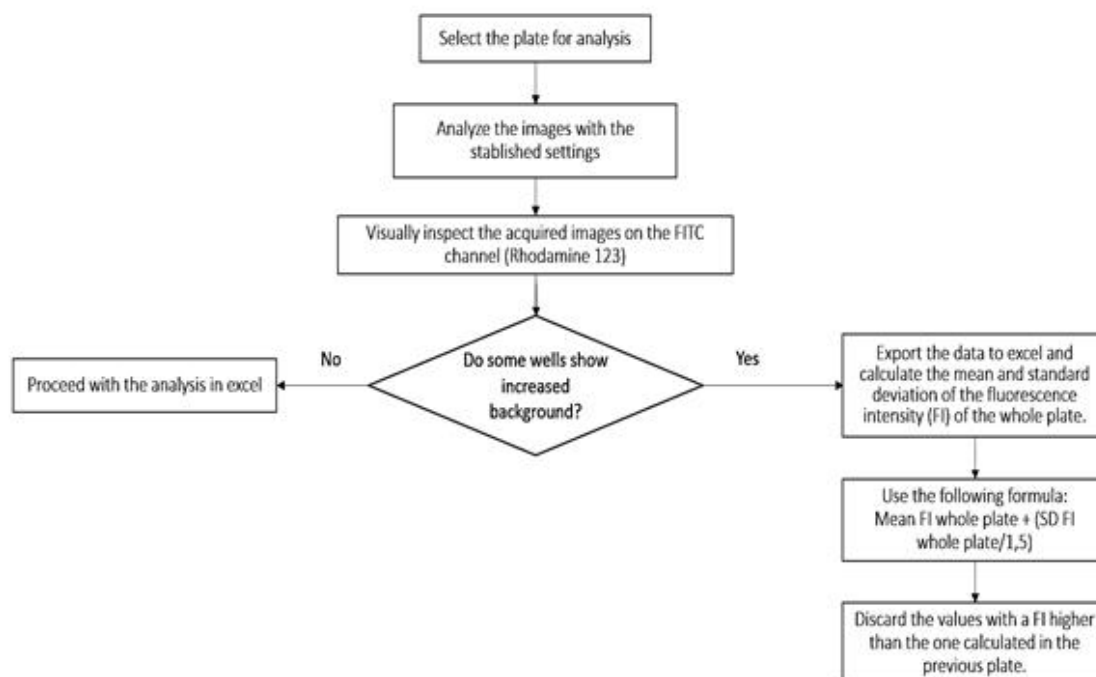 Select the plate for analysis
Analyze the images with the
stablished settings
Visually inspect the acquired images on the FITC
channel (Rhodamine 123)
Do some wells show
increased
background?
No
Proceed with the analysis in excel
Yes
Export the data to excel and
calculate the mean and standard
deviation of the fluorescence
intensity (FI) of the whole plate.
Use the following formula:
Mean FI whole plate + (SD FI
whole plate/1,5)
Discard the values with a FI higher
than the one calculated in the
previous plate.